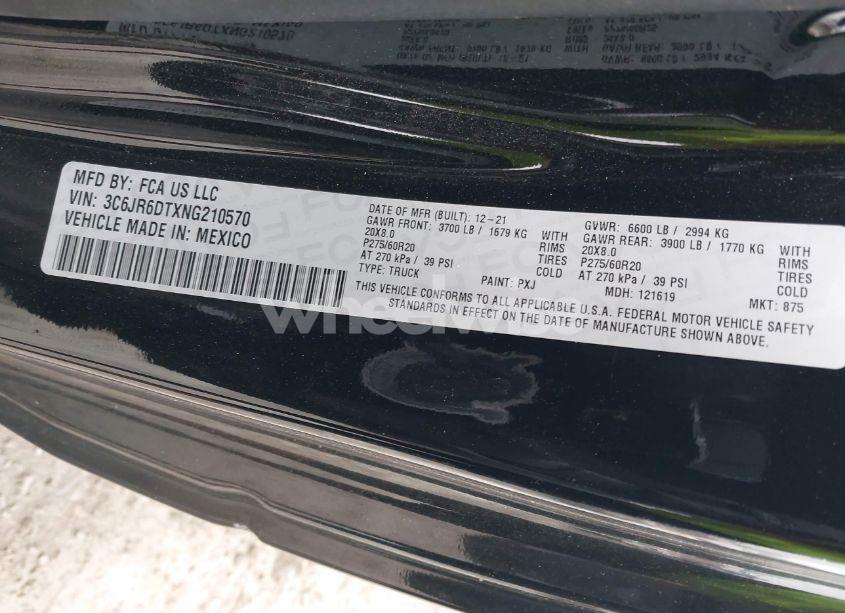 MFD BY: FCA US LLC
VIN: 3C6JR6DTXNG210570
VEHICLE MADE IN: MEXICO
DATE OF MFR (BUILT): 12-21
GAWR FRONT: 3700 LB / 1679 KG WITH
20X8.0 RIMS
P275/60R20 TIRES
AT 270 kPa / 39 PSI COLD
TYPE: TRUCK
PAINT: PXJ
GVWR: 6600 LB / 2994 KG
GAWR REAR: 3900 LB / 1770 KG WITH
20X8.0 RIMS
P275/60R20 TIRES
AT 270 kPa / 39 PSI COLD
MDH: 121619
MKT: 875
THIS VEHICLE CONFORMS TO ALL APPLICABLE U.S.A. FEDERAL MOTOR VEHICLE SAFETY
STANDARDS IN EFFECT ON THE DATE OF MANUFACTURE SHOWN ABOVE.